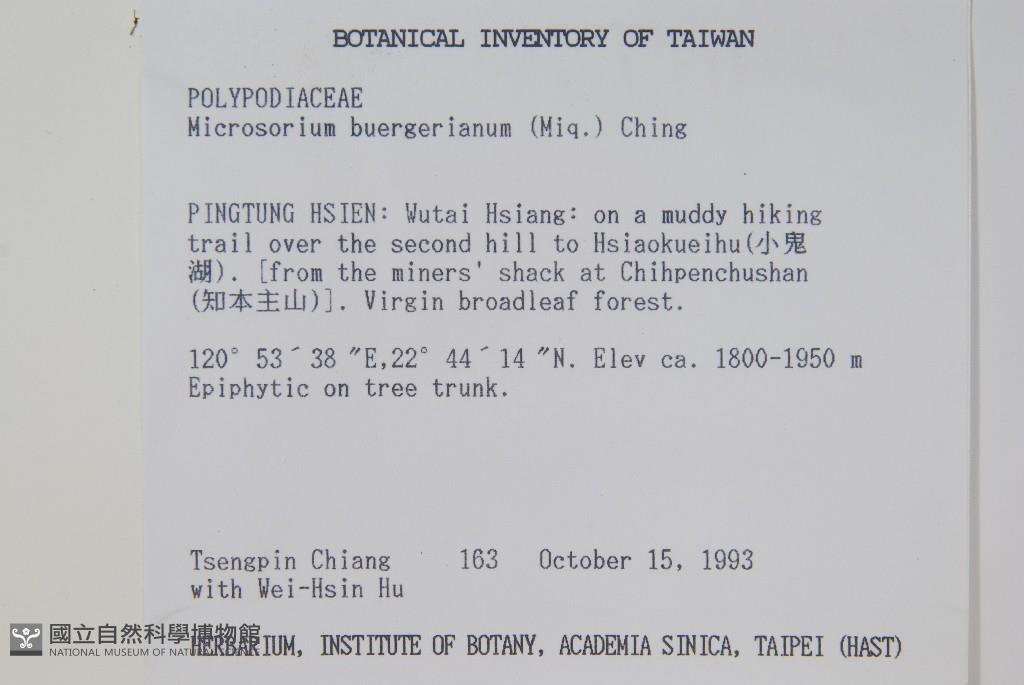 BOTANICAL INVENTORY OF TAIWAN
POLYPODIACEAE
Microsorium buergerianum (Miq.) Ching
PINGTUNG HSIEN: Wutai Hsiang: on a muddy hiking
trail over the second hill to Hsiaokueihu(小鬼
湖). [from the miners' shack at Chihpenchushan
(知本主山)]. Virgin broadleaf forest.
120° 53´38 ″E,22° 44´14 ″N. Elev ca. 1800-1950 m
Epiphytic on tree trunk.
Tsengpin Chiang 163 October 15, 1993
with Wei-Hsin Hu
HERBARIUM, INSTITUTE OF BOTANY, ACADEMIA SINICA, TAIPEI (HAST)
國立自然科學博物館
NATIONAL MUSEUM OF NATURAL